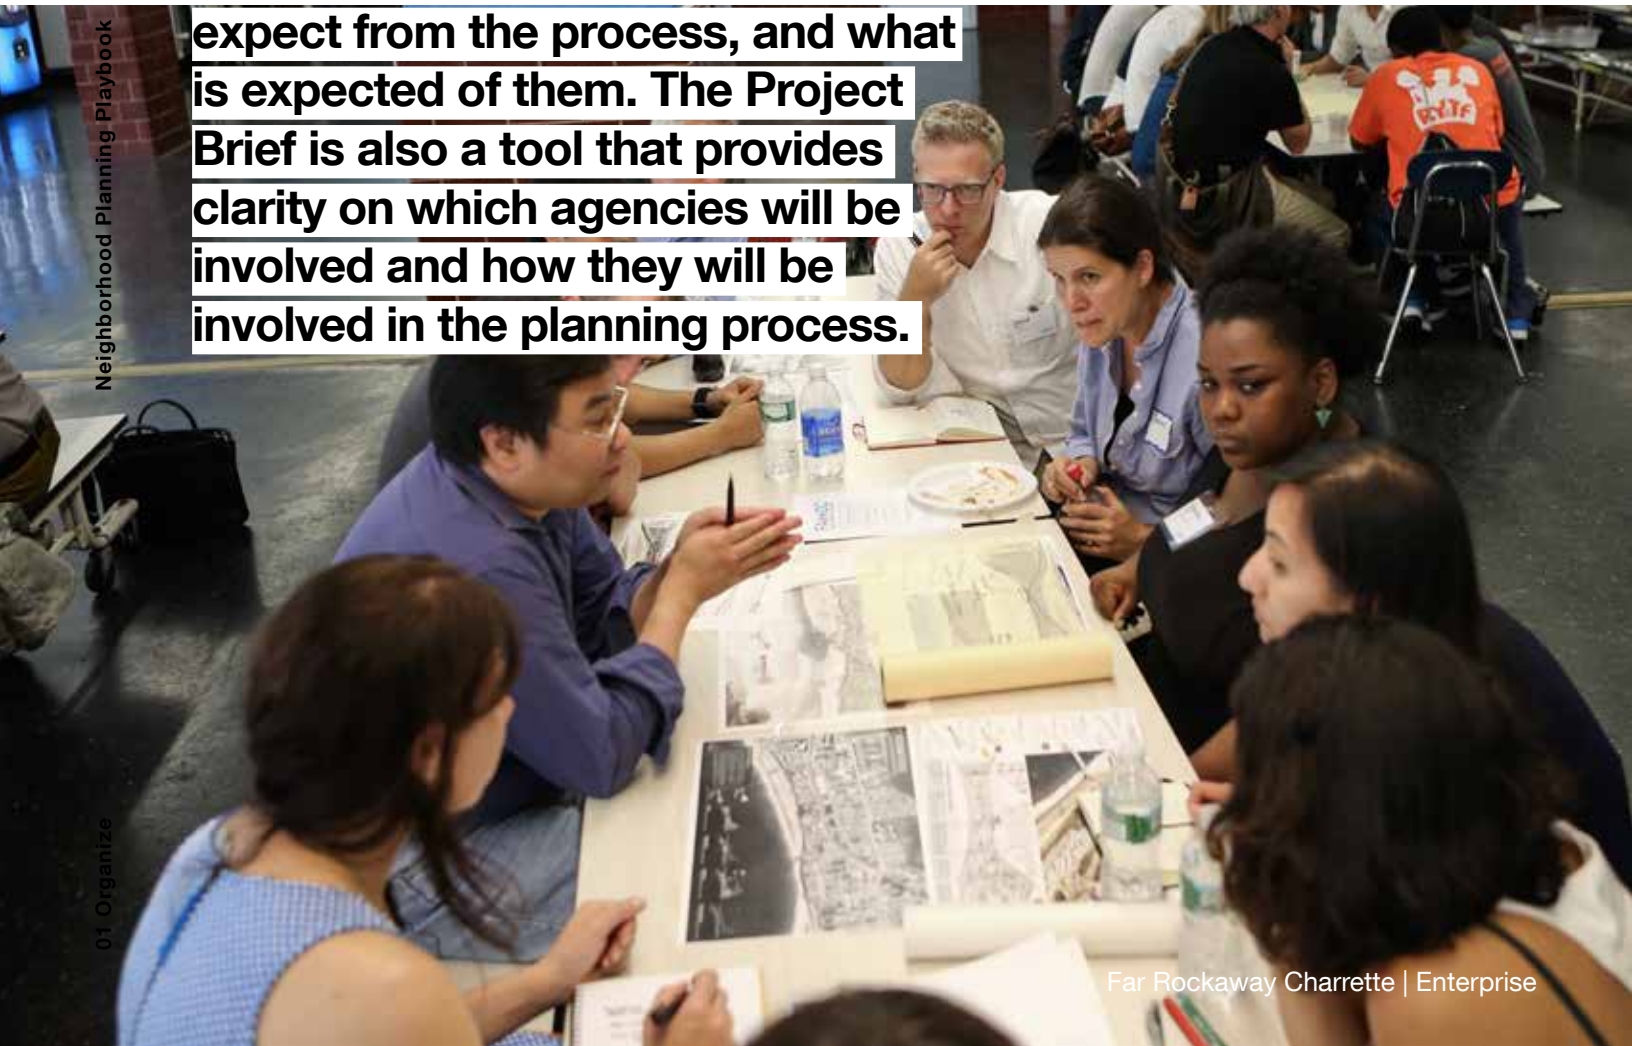 expect from the process, and what
is expected of them. The Project
Brief is also a tool that provides
clarity on which agencies will be
involved and how they will be
involved in the planning process.
Neighborhood Planning Playbook
01 Organize
RYTF
Far Rockaway Charrette | Enterprise